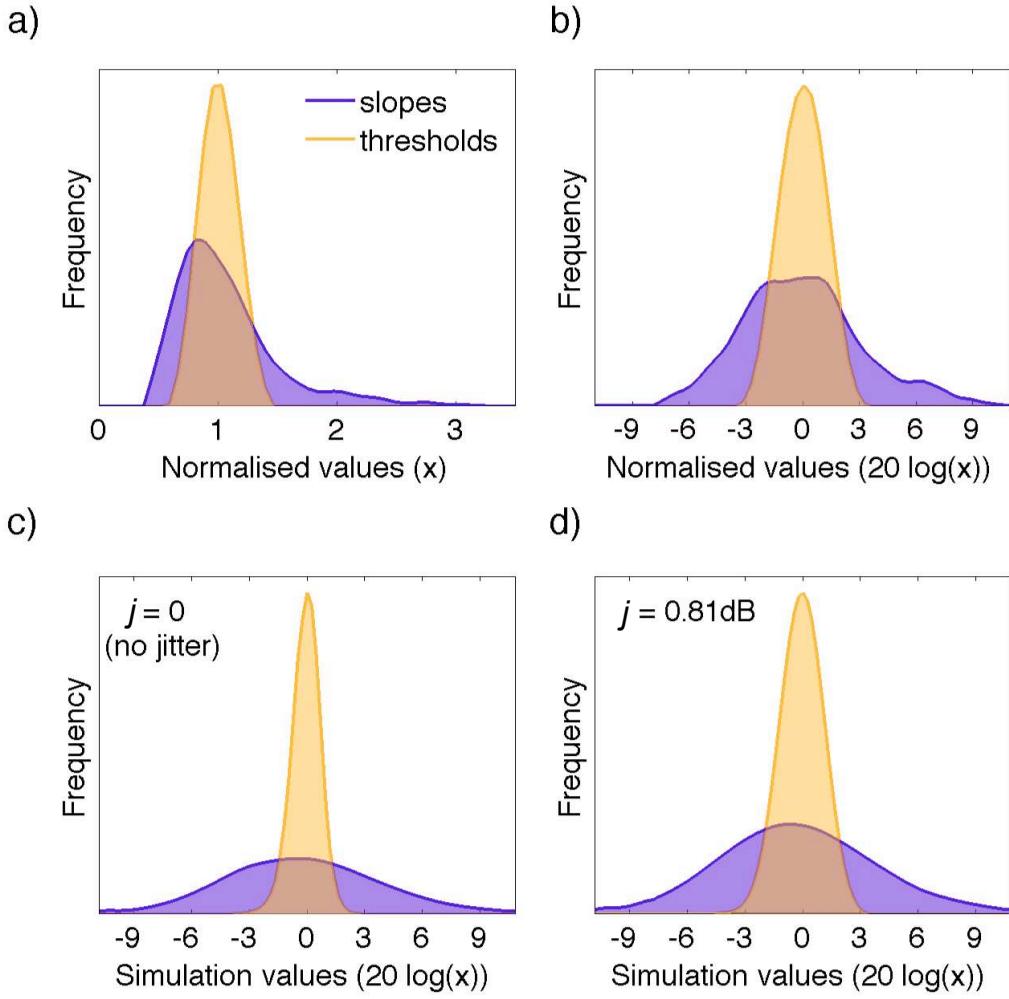 a)
slopes
thresholds
Frequency
0 1 2 3
Normalised values (x)
b)
Frequency
-9 -6 -3 0 3 6 9
Normalised values (20 log(x))
c)
j = 0
(no jitter)
Frequency
-9 -6 -3 0 3 6 9
Simulation values (20 log(x))
d)
j = 0.81dB
Frequency
-9 -6 -3 0 3 6 9
Simulation values (20 log(x))